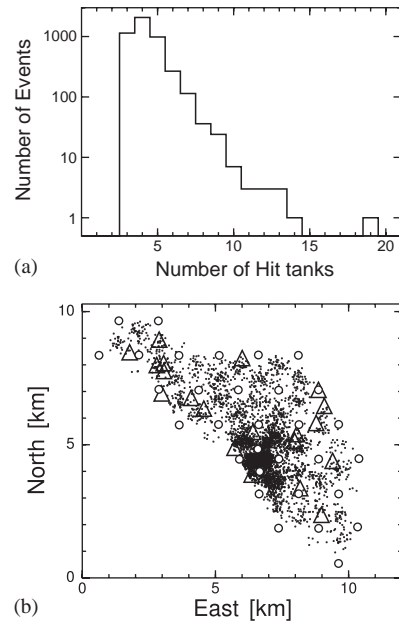 1000
100
10
1
Number of Events
5 10 15 20
(a)
Number of Hit tanks
10
5
0
North [km]
0 5 10
(b)
East [km]